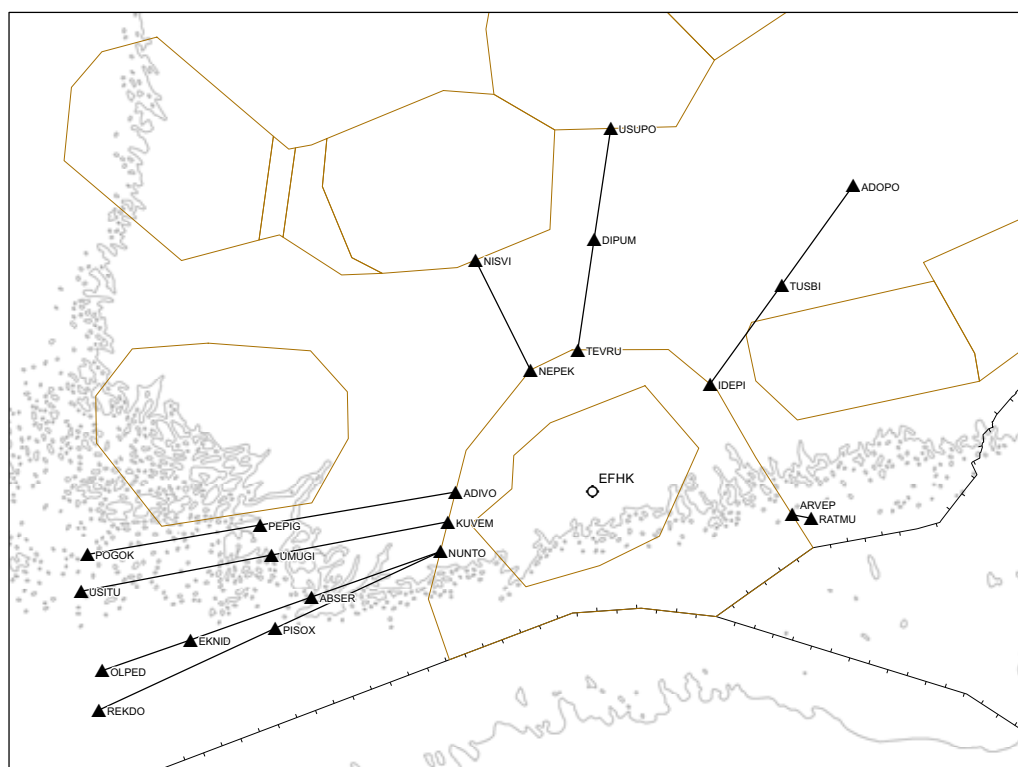 USUPO
ADOPO
DIPUM
NISVI
TUSBI
TEVRU
NEPEK
IDEPI
EFHK
ADIVO
ARVEP
RATMU
KUVEM
PEPIG
NUNTO
POGOK
UMUGI
USITU
ABSER
PISOX
EKNID
OLPED
REKDO